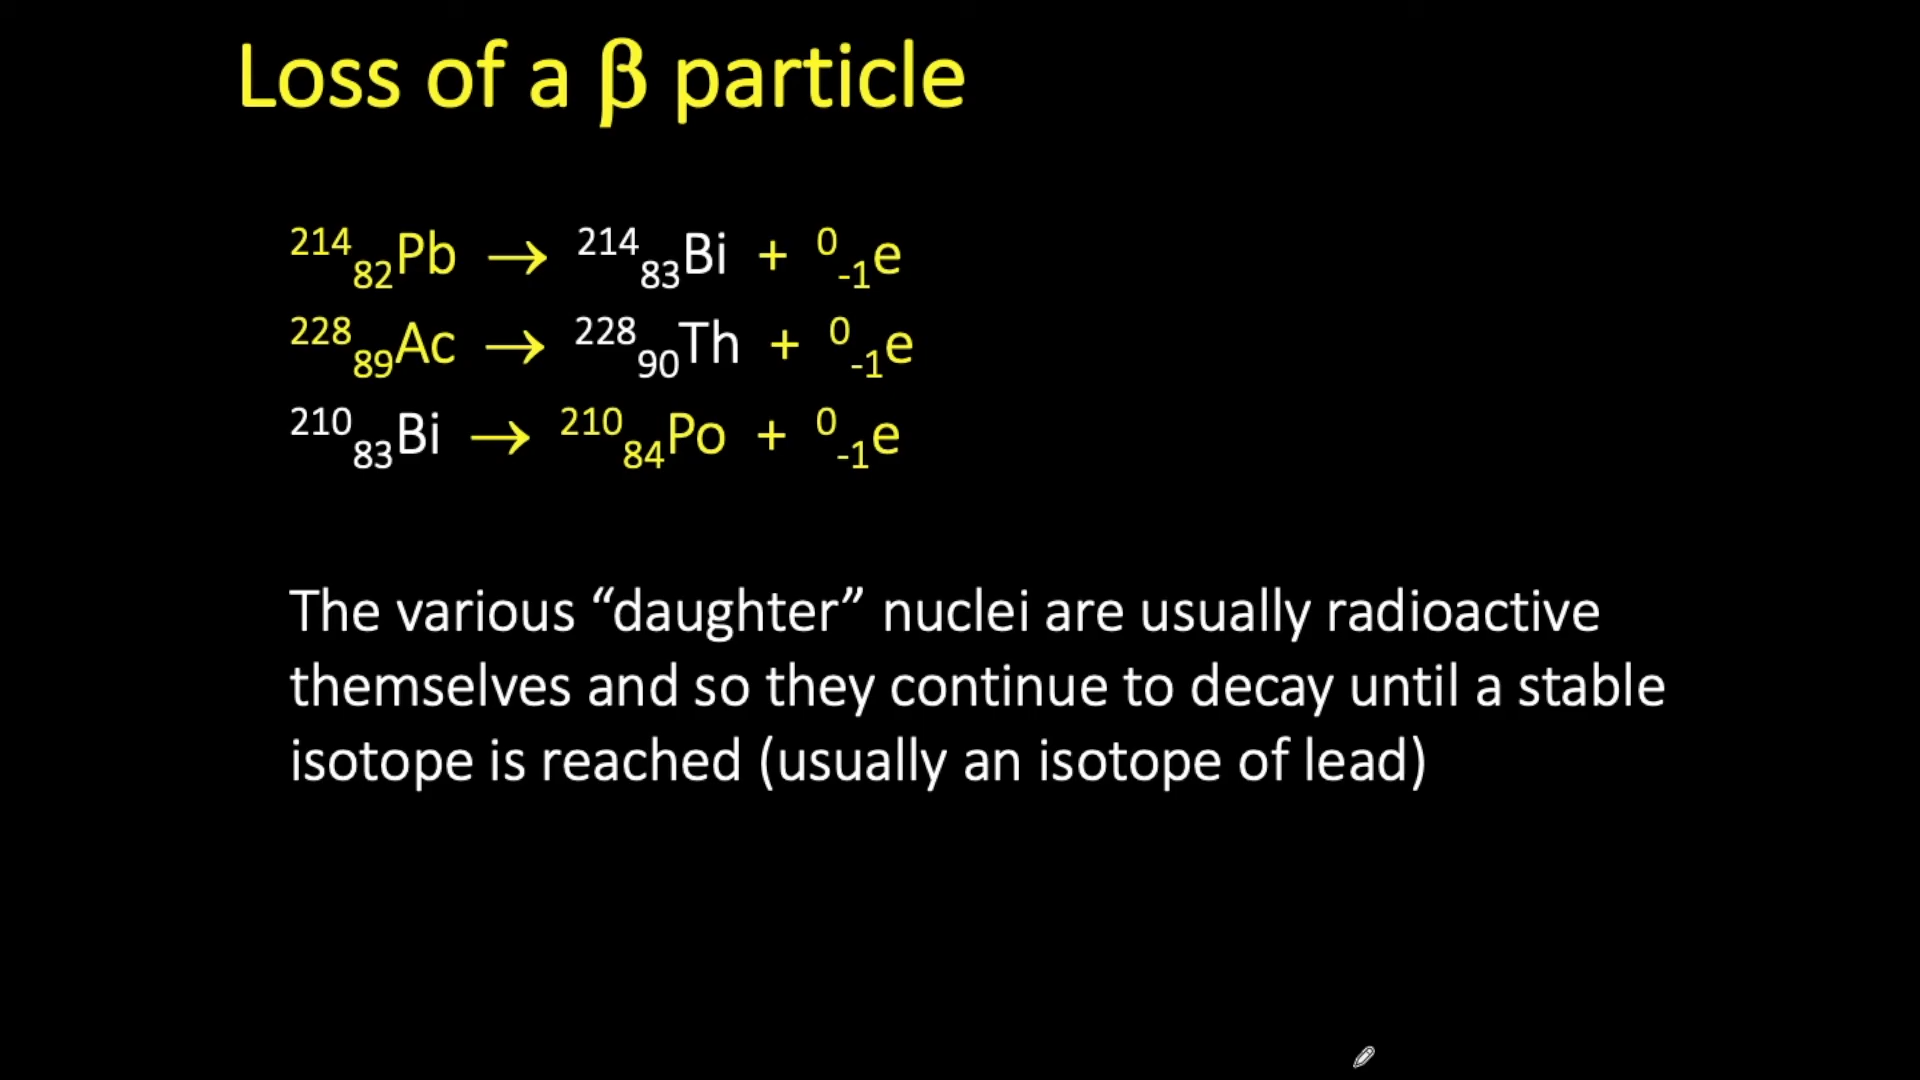 Loss of a β particle
²¹⁴₈₂Pb → ²¹⁴₈₃Bi + ⁰₋₁e
²²⁸₈₉Ac → ²²⁸₉₀Th + ⁰₋₁e
²¹⁰₈₃Bi → ²¹⁰₈₄Po + ⁰₋₁e
The various “daughter” nuclei are usually radioactive
themselves and so they continue to decay until a stable
isotope is reached (usually an isotope of lead)